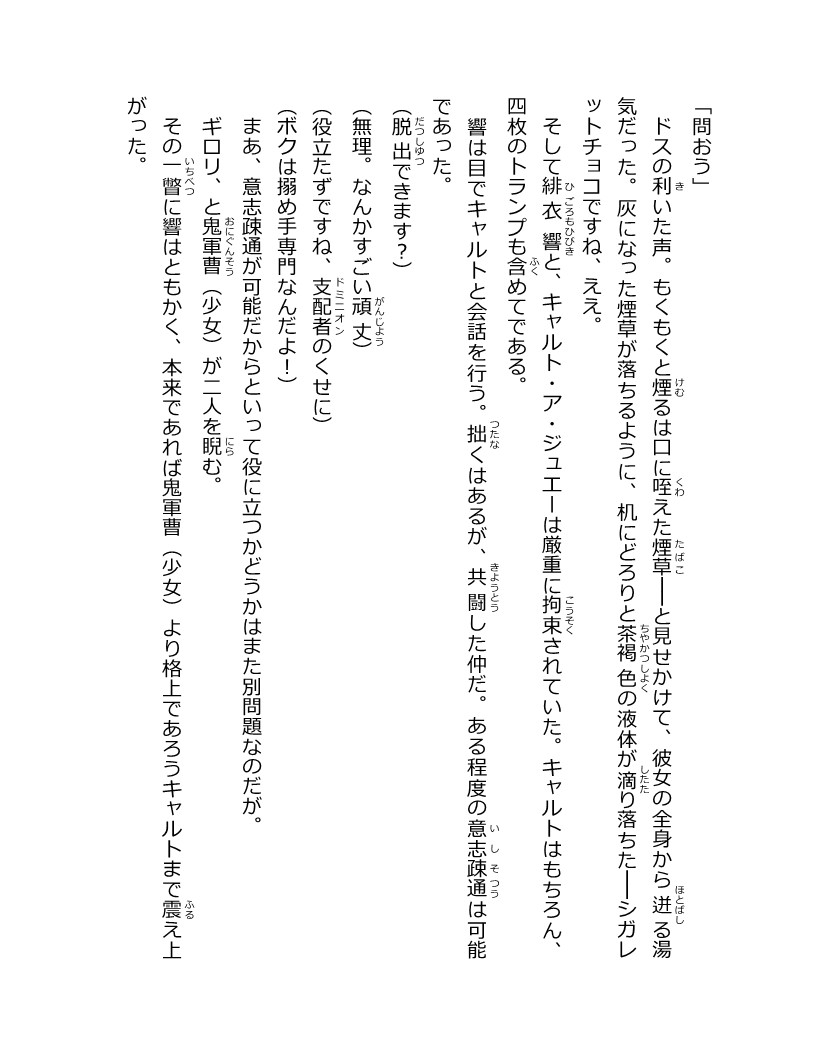 「問おう」
　ドスの利いた声。もくもくと煙るは口に咥えた煙草――と見せかけて、彼女の全身から迸る湯
気だった。灰になった煙草が落ちるように、机にどろりと茶褐色の液体が滴り落ちた――シガレ
ットチョコですね、ええ。
　そして緋衣響と、キャルト・ア・ジュエーは厳重に拘束されていた。キャルトはもちろん、
四枚のトランプも含めてである。
　響は目でキャルトと会話を行う。拙くはあるが、共闘した仲だ。ある程度の意志疎通は可能
であった。
（脱出できます？）
（無理。なんかすごい頑丈）
（役立たずですね、支配者のくせに）
（ボクは搦め手専門なんだよ！）
　まあ、意志疎通が可能だからといって役に立つかどうかはまた別問題なのだが。
　ギロリ、と鬼軍曹（少女）が二人を睨む。
　その一瞥に響はともかく、本来であれば鬼軍曹（少女）より格上であろうキャルトまで震え上
がった。